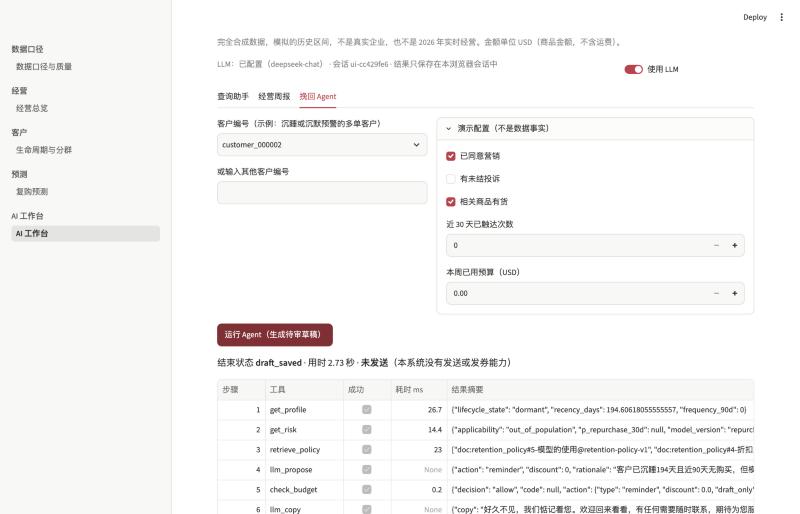 Deploy
数据口径
数据口径与质量
经营
经营总览
客户
生命周期与分群
预测
复购预测
AI 工作台
AI 工作台
完全合成数据，模拟的历史区间，不是真实企业，也不是 2026 年实时经营。金额单位 USD（商品金额，不含运费）。
LLM：已配置（deepseek-chat）· 会话 ui-cc429fe6 · 结果只保存在本浏览器会话中
使用 LLM
查询助手 经营周报 挽回 Agent
客户编号（示例：沉睡或沉默预警的多单客户）
customer_000002
或输入其他客户编号
演示配置（不是数据事实）
已同意营销
有未结投诉
相关商品有货
近 30 天已触达次数
0
本周已用预算（USD）
0.00
运行 Agent（生成待审草稿）
结束状态 draft_saved · 用时 2.73 秒 · 未发送（本系统没有发送或发券能力）
步骤 工具 成功 耗时 ms 结果摘要
1 get_profile 26.7 {"lifecycle_state": "dormant", "recency_days": 194.60618055555557, "frequency_90d": 0}
2 get_risk 14.4 {"applicability": "out_of_population", "p_repurchase_30d": null, "model_version": "repurcl
3 retrieve_policy 23 {"doc:retention_policy#5-模型的使用@retention-policy-v1", "doc:retention_policy#4-折扣
4 llm_propose None {"action": "reminder", "discount": 0, "rationale": "客户已沉睡194天且近90天无购买，但模
5 check_budget 0.2 {"decision": "allow", "code": null, "action": {"type": "reminder", "discount": 0.0, "draft_only"
6 llm_copy None {"copy": "好久不见，我们惦记着您。欢迎回来看看，有任何需要随时联系，期待为您服